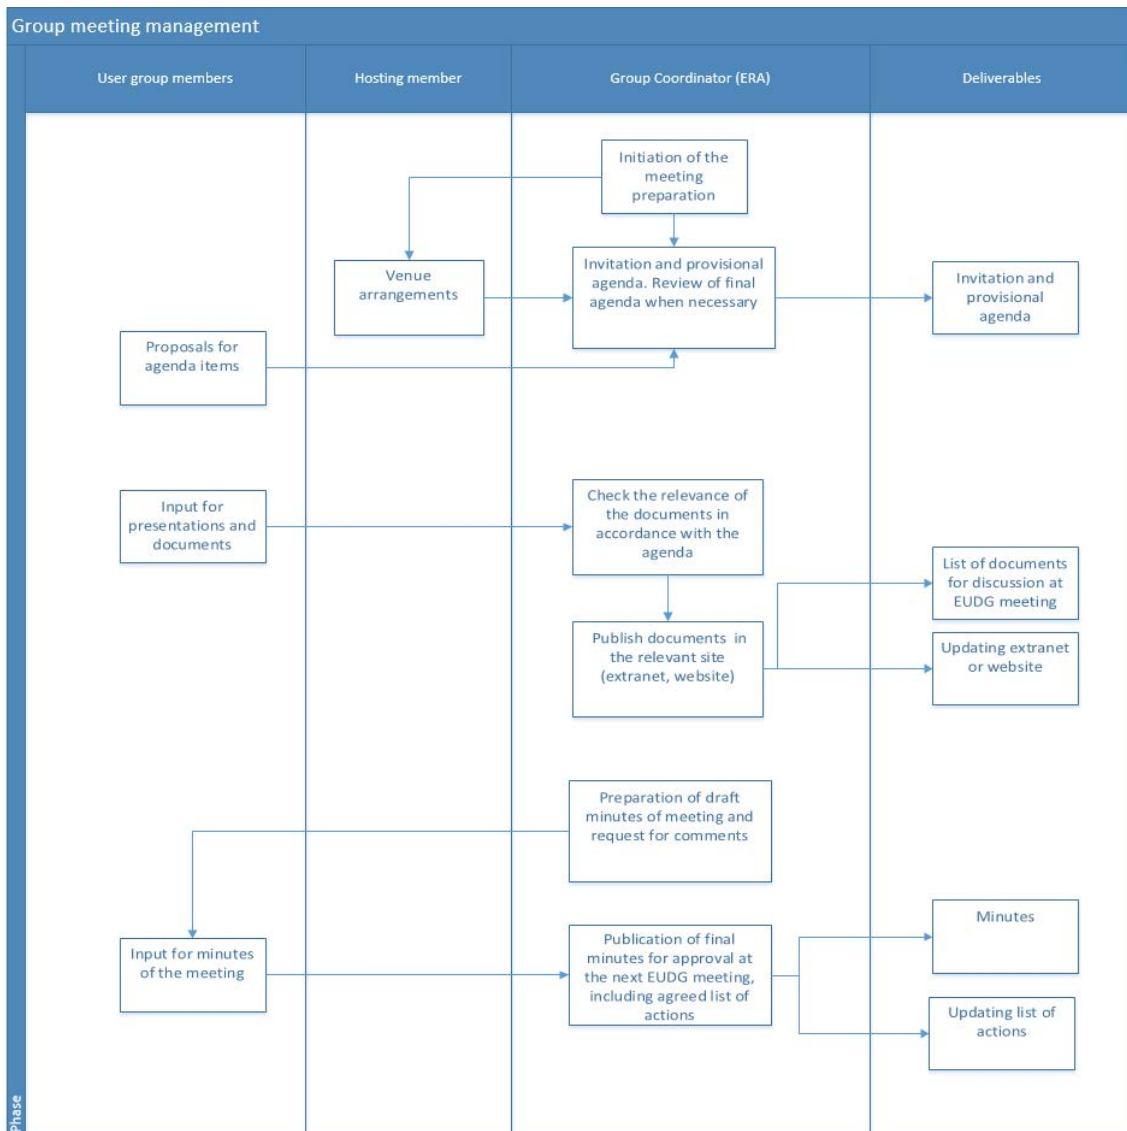 Group meeting management
User group members
Hosting member
Group Coordinator (ERA)
Deliverables
Initiation of the
meeting
preparation
Venue
arrangements
Invitation and provisional
agenda. Review of final
agenda when necessary
Invitation and
provisional
agenda
Proposals for
agenda items
Input for
presentations and
documents
Check the relevance of
the documents in
accordance with the
agenda
List of documents
for discussion at
EUDG meeting
Publish documents in
the relevant site
(extranet, website)
Updating extranet
or website
Preparation of draft
minutes of meeting and
request for comments
Input for minutes
of the meeting
Publication of final
minutes for approval at
the next EUDG meeting,
including agreed list of
actions
Minutes
Updating list of
actions
Phase